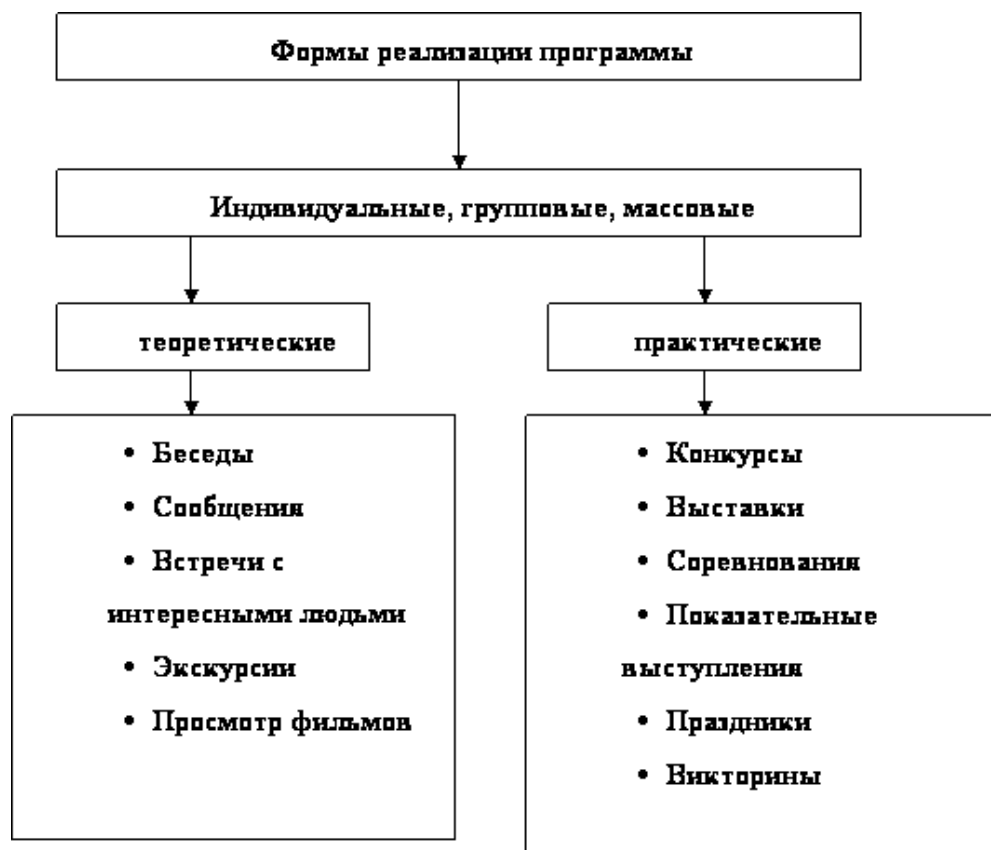 Формы реализации программы
Индивидуальные, групповые, массовые
теоретические
практические
• Беседы
• Сообщения
• Встречи с
интересными людьми
• Экскурсии
• Просмотр фильмов
• Конкурсы
• Выставки
• Соревнования
• Показательные
выступления
• Праздники
• Викторины